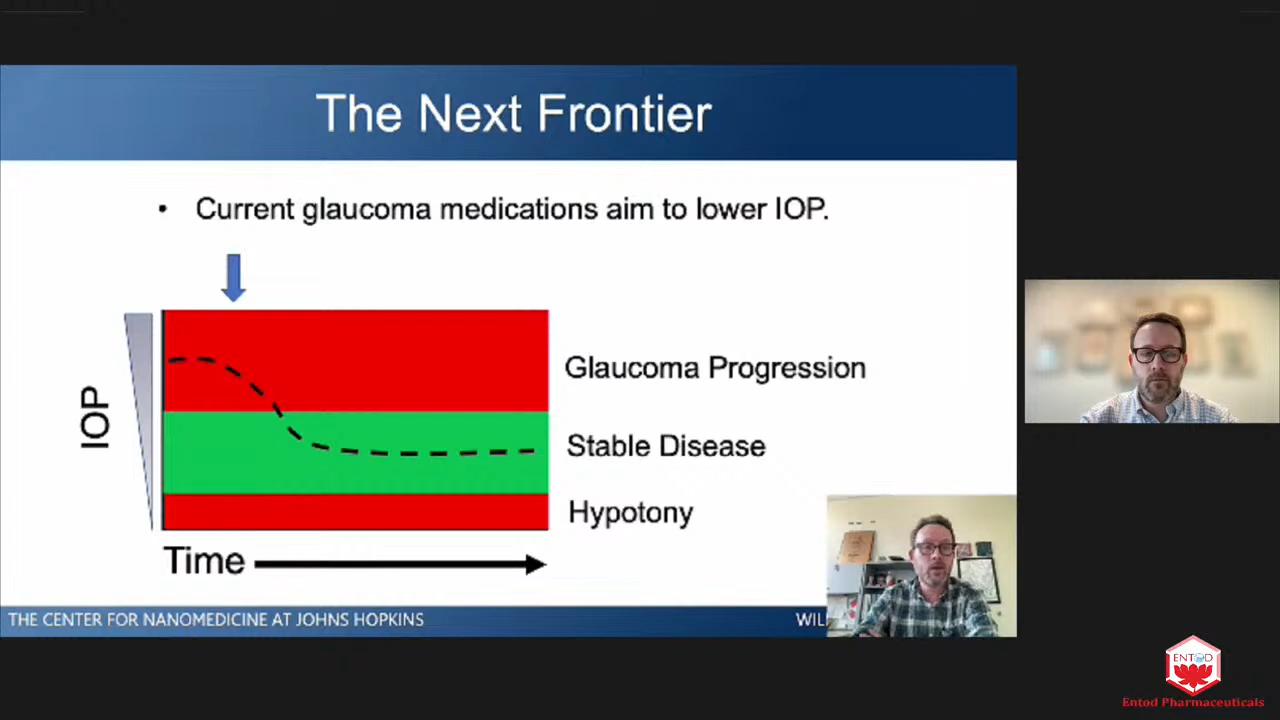 The Next Frontier
• Current glaucoma medications aim to lower IOP.
IOP
Glaucoma Progression
Stable Disease
Hypotony
Time
THE CENTER FOR NANOMEDICINE AT JOHNS HOPKINS
WIL
ENTOD
Entod Pharmaceuticals